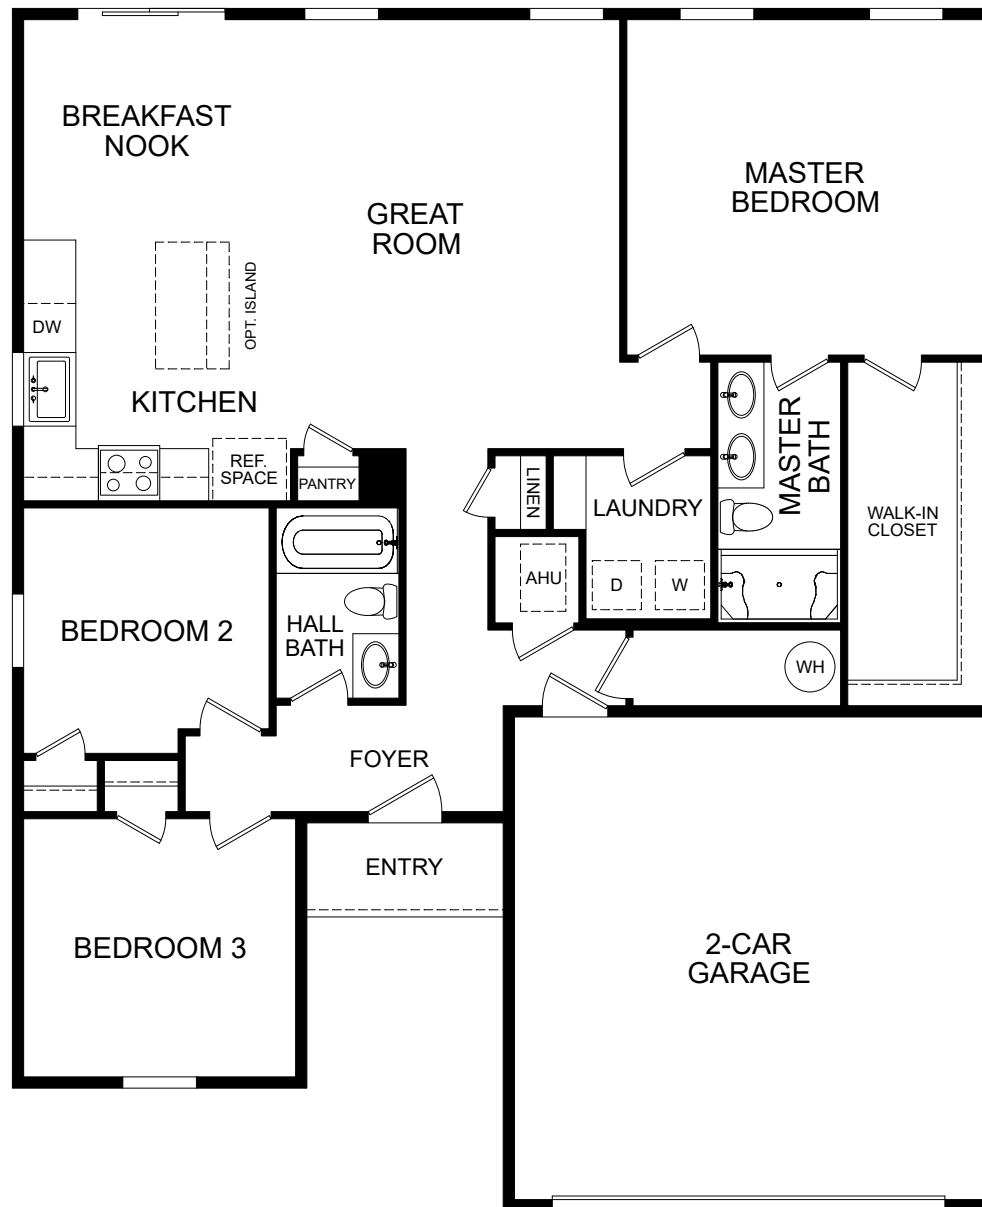 BREAKFAST
NOOK
MASTER
BEDROOM
GREAT
ROOM
OPT. ISLAND
DW
KITCHEN
MASTER
BATH
REF.
SPACE
PANTRY
LINEN
LAUNDRY
WALK-IN
CLOSET
AHU
D
W
BEDROOM 2
HALL
BATH
WH
FOYER
ENTRY
BEDROOM 3
2-CAR
GARAGE